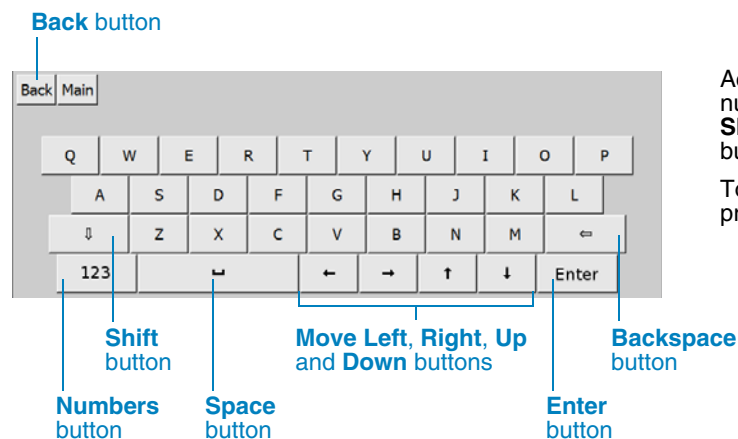 Back button
Back Main
Q W E R T Y U I O P
A S D F G H J K L
⇩ Z X C V B N M ⇦
123 ⎵ ← → ↑ ↓ Enter
Shift
button
Move Left, Right, Up
and Down buttons
Backspace
button
Numbers
button
Space
button
Enter
button